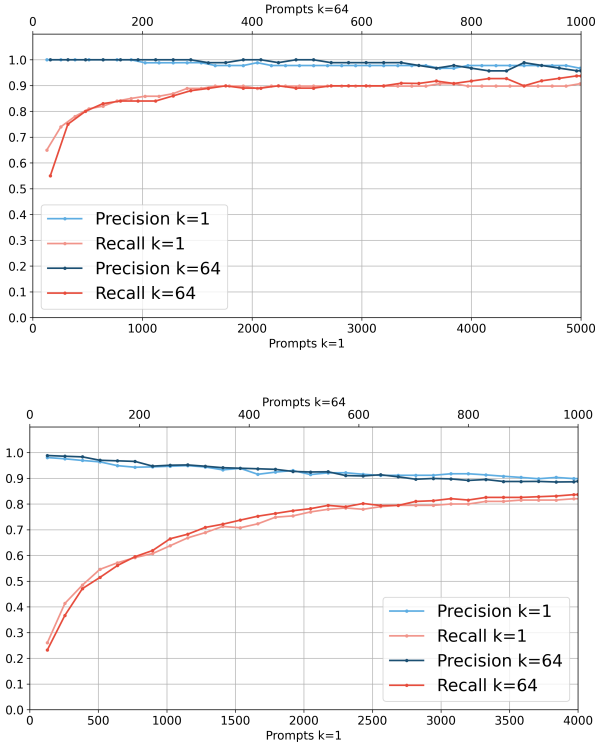 Prompts k=64
0 200 400 600 800 1000
1.0
0.9
0.8
0.7
0.6
0.5
0.4
0.3
0.2
0.1
0.0
Precision k=1
Recall k=1
Precision k=64
Recall k=64
0 1000 2000 3000 4000 5000
Prompts k=1
Prompts k=64
0 200 400 600 800 1000
1.0
0.9
0.8
0.7
0.6
0.5
0.4
0.3
0.2
0.1
0.0
Precision k=1
Recall k=1
Precision k=64
Recall k=64
0 500 1000 1500 2000 2500 3000 3500 4000
Prompts k=1